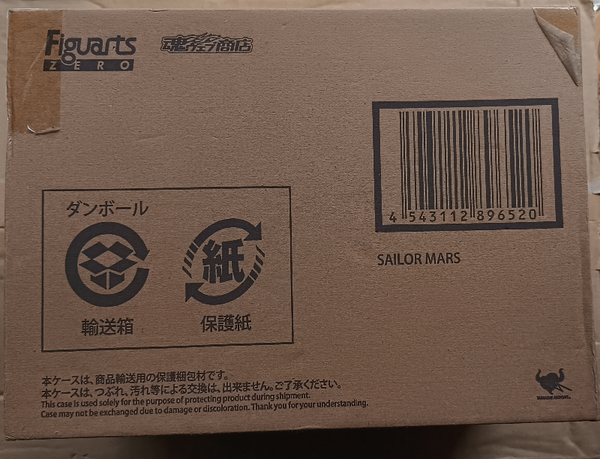 Figuarts
ZERO
魂ウェブ商店
4 543112 896520
SAILOR MARS
ダンボール
紙
輸送箱
保護紙
本ケースは、商品輸送用の保護梱包材です。
本ケースは、つぶれ、汚れ等による交換は、出来ません。ご了承ください。
This case is used solely for the purpose of protecting product during shipment.
Case may not be exchanged due to damage or discoloration. Thank you for your understanding.